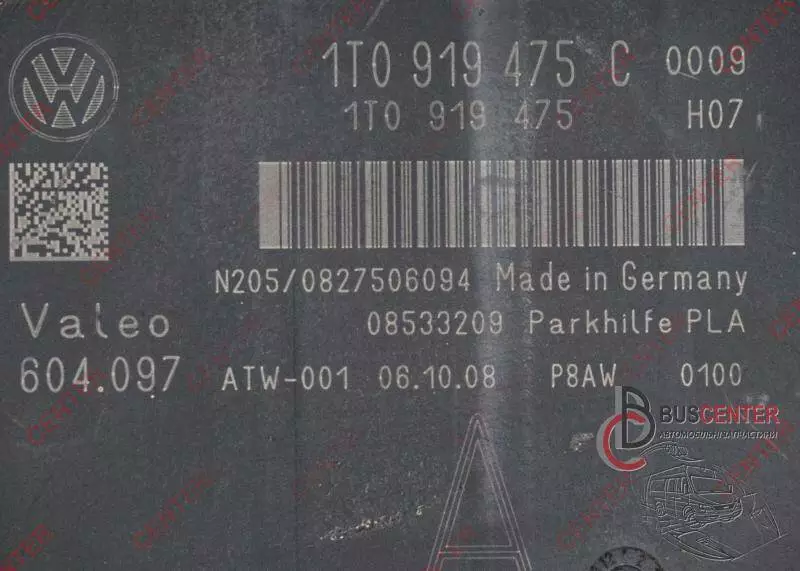 1T0 919 475 C 0009
1T0 919 475 H07
N205/0827506094 Made in Germany
Valeo 08533209 Parkhilfe PLA
604.097 ATW-001 06.10.08 P8AW 0100
BUSCENTER
АВТОМОБІЛЬНІ ЗАПЧАСТИНИ
CENTER